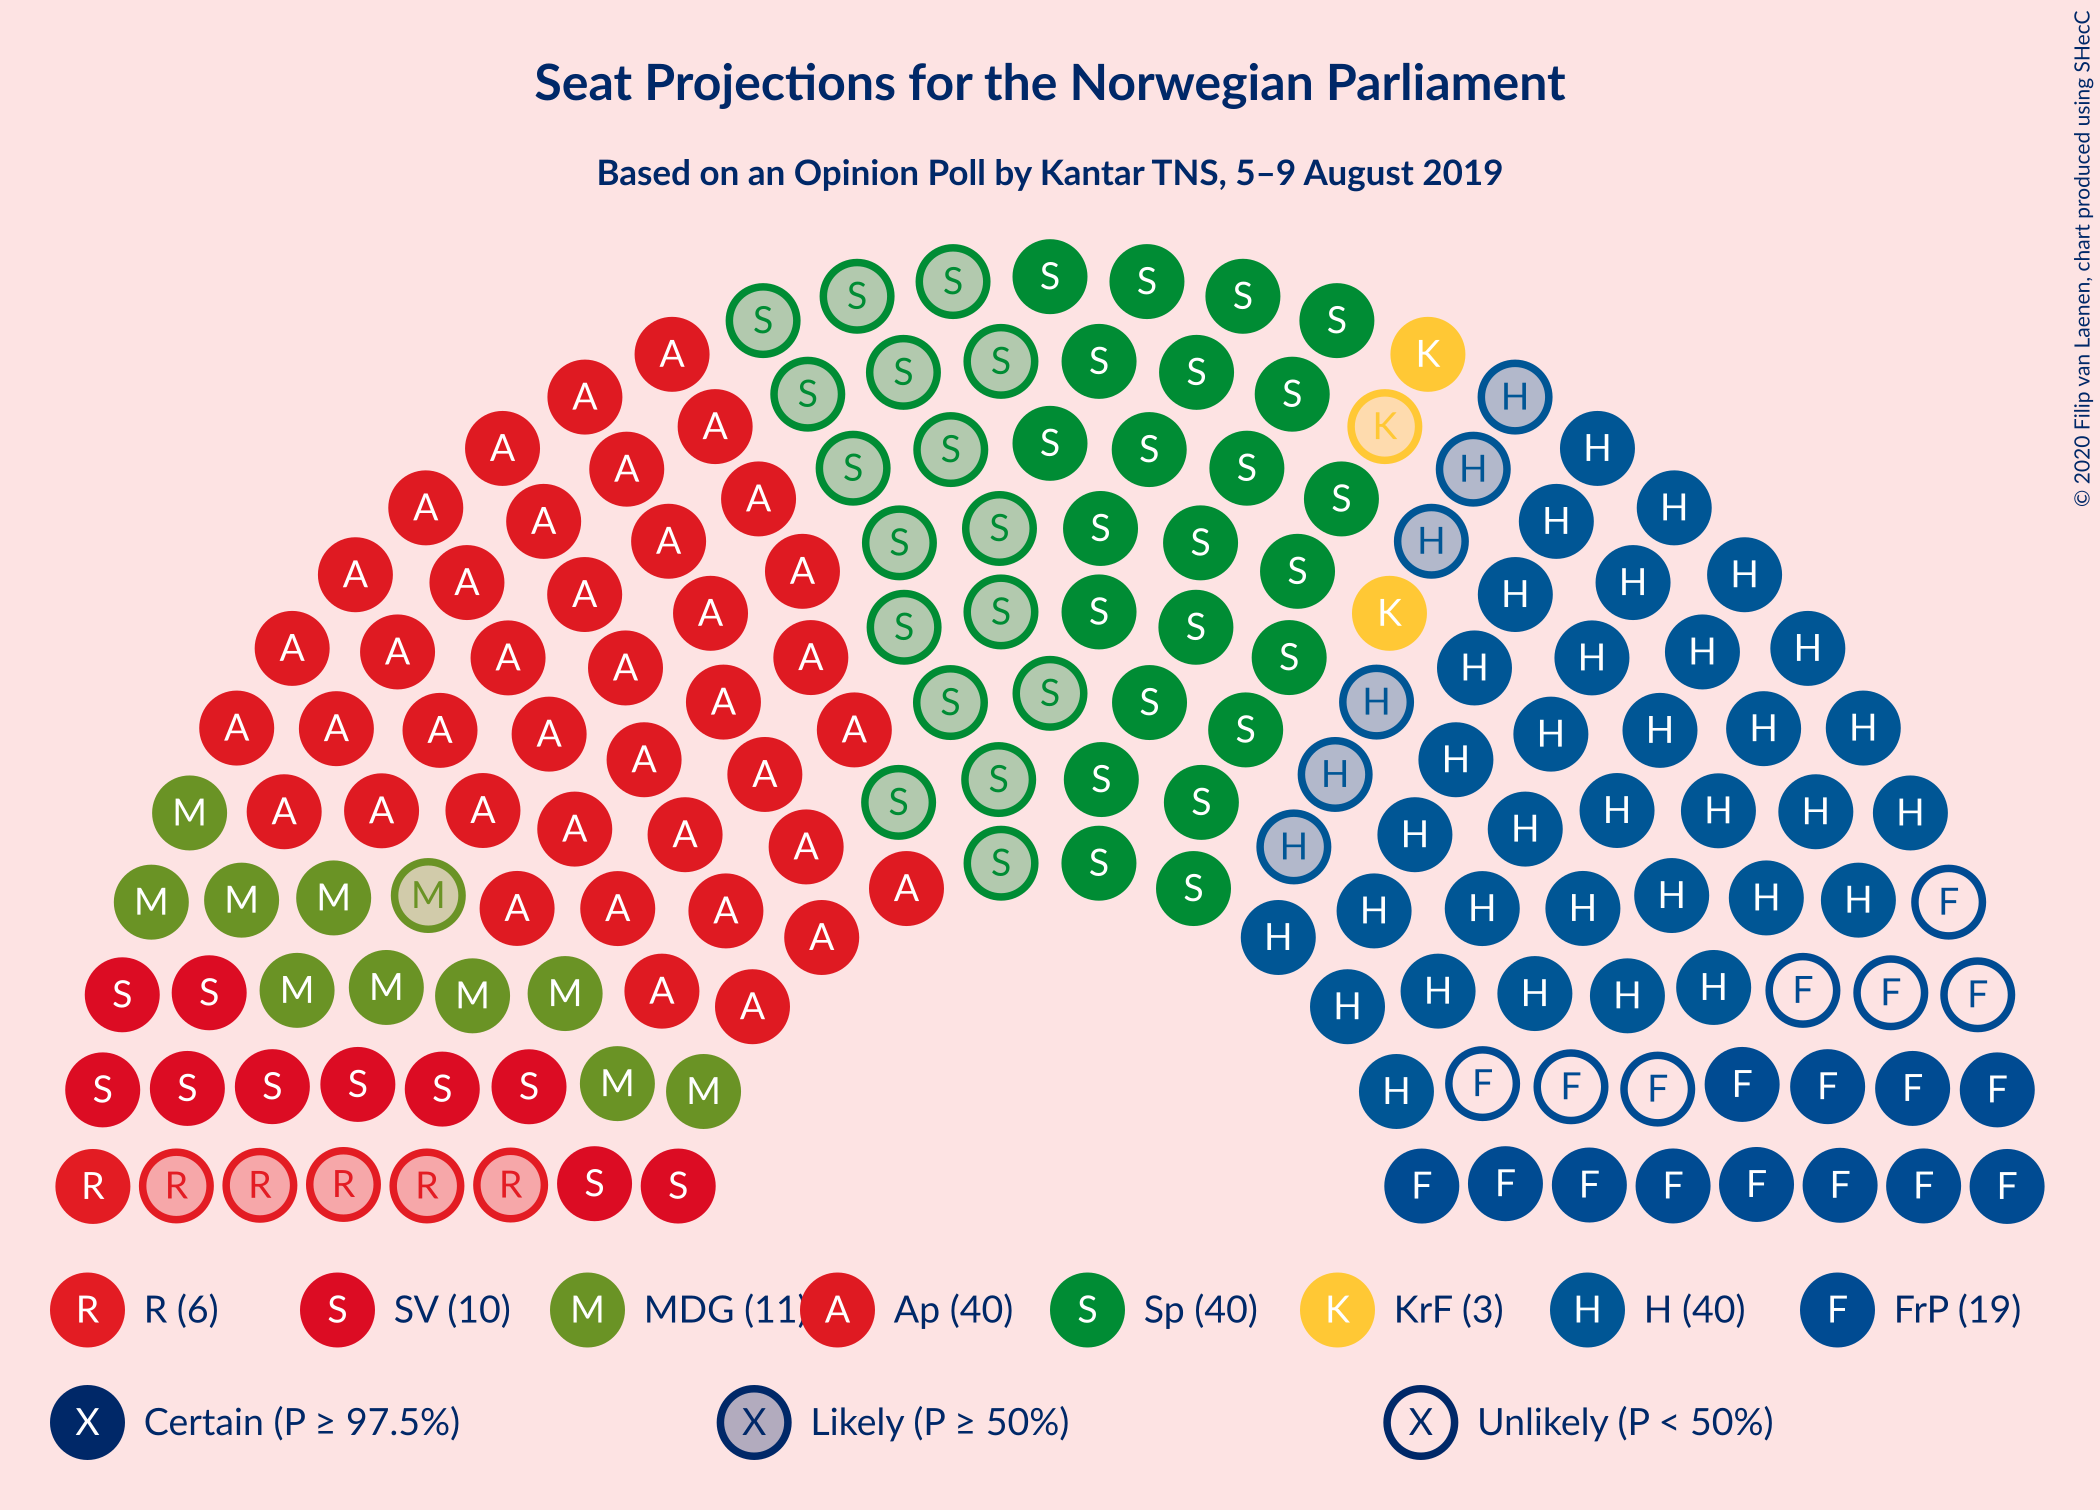 Seat Projections for the Norwegian Parliament
Based on an Opinion Poll by Kantar TNS, 5–9 August 2019
© 2020 Filip van Laenen, chart produced using SHecC
S S S S S S S
A K
S S S S S S
A H
A K
S S S S S
A H
A H
A S
A H
S S S S
A H
A H
A H
A S
A H
A H
A H
S S S S
A K
A H
A S
A H
A H
A H
S S S S
A H
A S
A H
A H
A H
S S S S
A H
A H
M A A A A A A H H H H H H
S S S
M M M M A A A A A H H H H H H F
S S M M M M A A H H H H H F F F
S S S S S S M M H F F F F F F F
R R R R R R S S F F F F F F F F
R R (6) S SV (10) M MDG (11) A Ap (40) S Sp (40) K KrF (3) H H (40) F FrP (19)
X Certain (P ≥ 97.5%) X Likely (P ≥ 50%) X Unlikely (P < 50%)